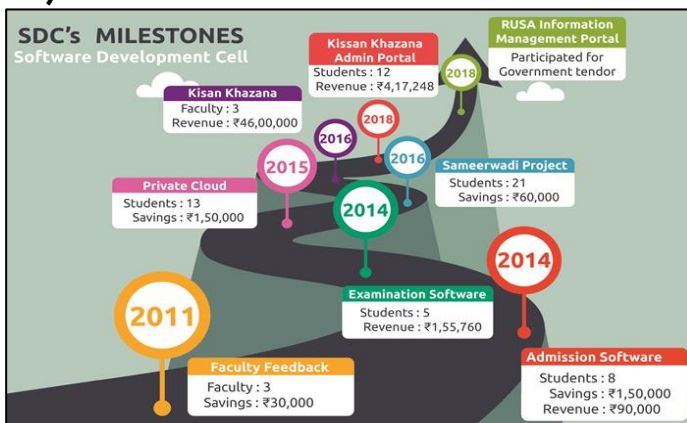 SDC's MILESTONES
Software Development Cell
RUSA Information
Management Portal
Participated for
Government tendor
2018
Kissan Khazana
Admin Portal
Students : 12
Revenue : ₹4,17,248
2018
Kisan Khazana
Faculty : 3
Revenue : ₹46,00,000
2016
2016
Sameerwadi Project
Students : 21
Savings : ₹60,000
2015
Private Cloud
Students : 13
Savings : ₹1,50,000
2014
Examination Software
Students : 5
Revenue : ₹1,55,760
2014
Admission Software
Students : 8
Savings : ₹1,50,000
Revenue : ₹90,000
2011
Faculty Feedback
Faculty : 3
Savings : ₹30,000